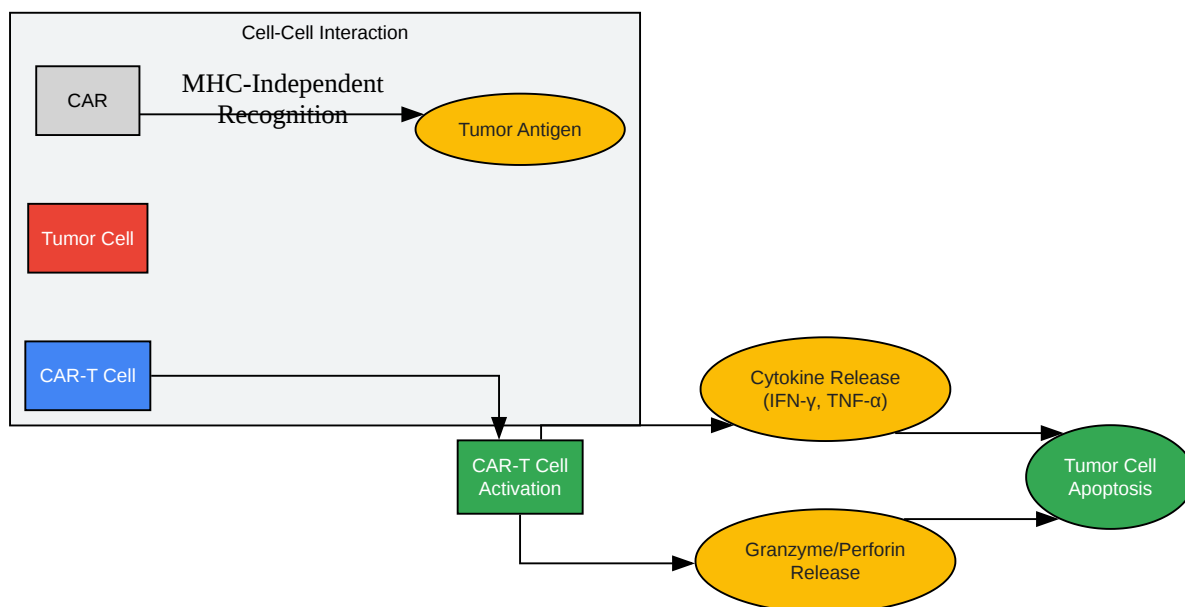 Cell-Cell Interaction
CAR
MHC-Independent
Recognition
Tumor Antigen
Tumor Cell
CAR-T Cell
Cytokine Release
(IFN-γ, TNF-α)
CAR-T Cell
Activation
Tumor Cell
Apoptosis
Granzyme/Perforin
Release